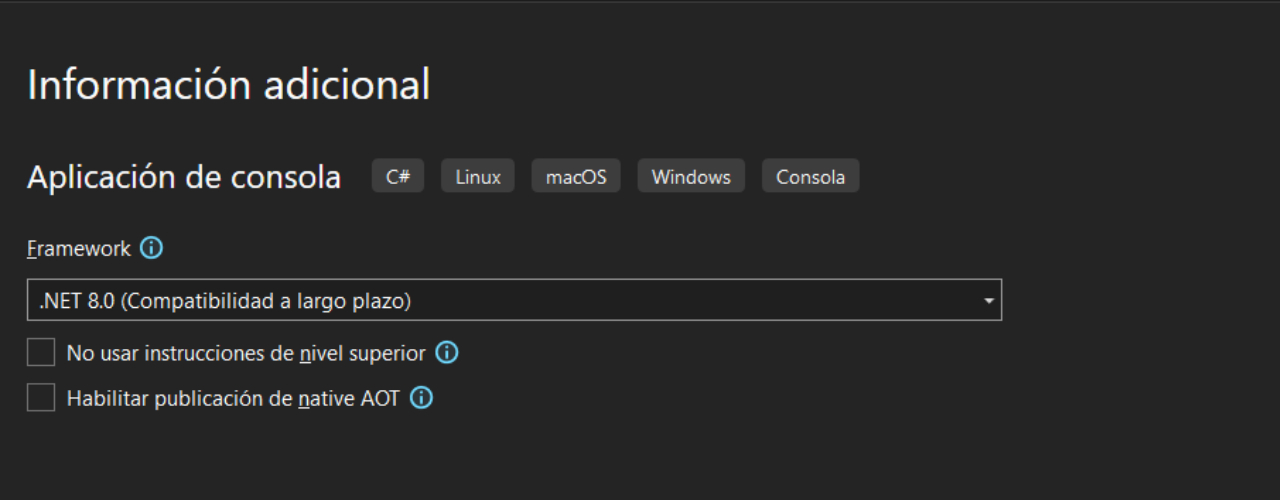 Información adicional
Aplicación de consola C# Linux macOS Windows Consola
Framework
.NET 8.0 (Compatibilidad a largo plazo)
No usar instrucciones de nivel superior
Habilitar publicación de native AOT